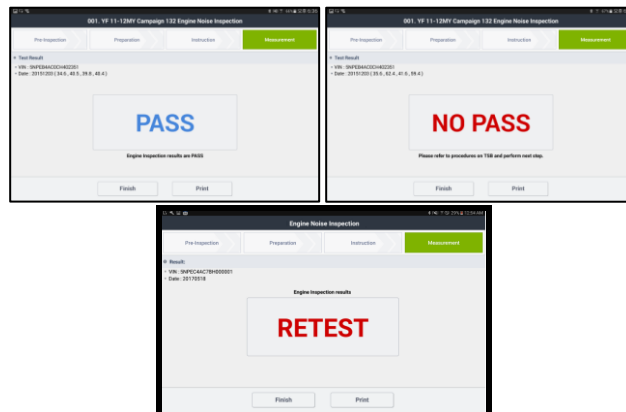 001. YF 11-12MY Campaign 132 Engine Noise Inspection
Pre-Inspection
Preparation
Instruction
Measurement
Test Result
PASS
Engine Inspection results are PASS
Finish
Print
001. YF 11-12MY Campaign 132 Engine Noise Inspection
Pre-Inspection
Preparation
Instruction
Measurement
Test Result
NO PASS
Please refer to procedures on TSB and perform next step.
Finish
Print
Engine Noise Inspection
Pre-Inspection
Preparation
Instruction
Measurement
Result:
Date : 20170518
Engine Inspection results
RETEST
Finish
Print